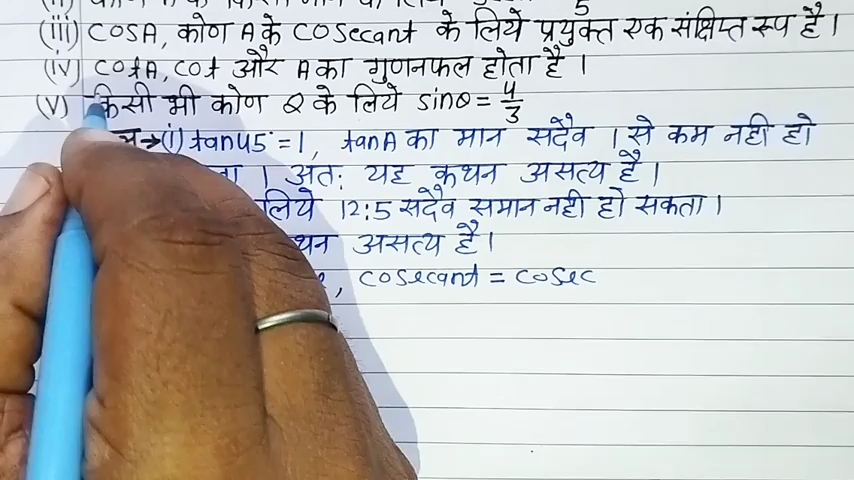 (iii) COSA, कोण A के COSecant के लिये प्रयुक्त एक संक्षिप्त रूप है।
(iv) cotA, cot और A का गुणनफल होता है।
(v) किसी भी कोण θ के लिये sinθ = 4/3
(i) tan45° = 1, tanA का मान सदैव 1 से कम नही हो
। अतः यह कथन असत्य है।
लिये 12:5 सदैव समान नही हो सकता।
असत्य है।
, cosecant = cosec